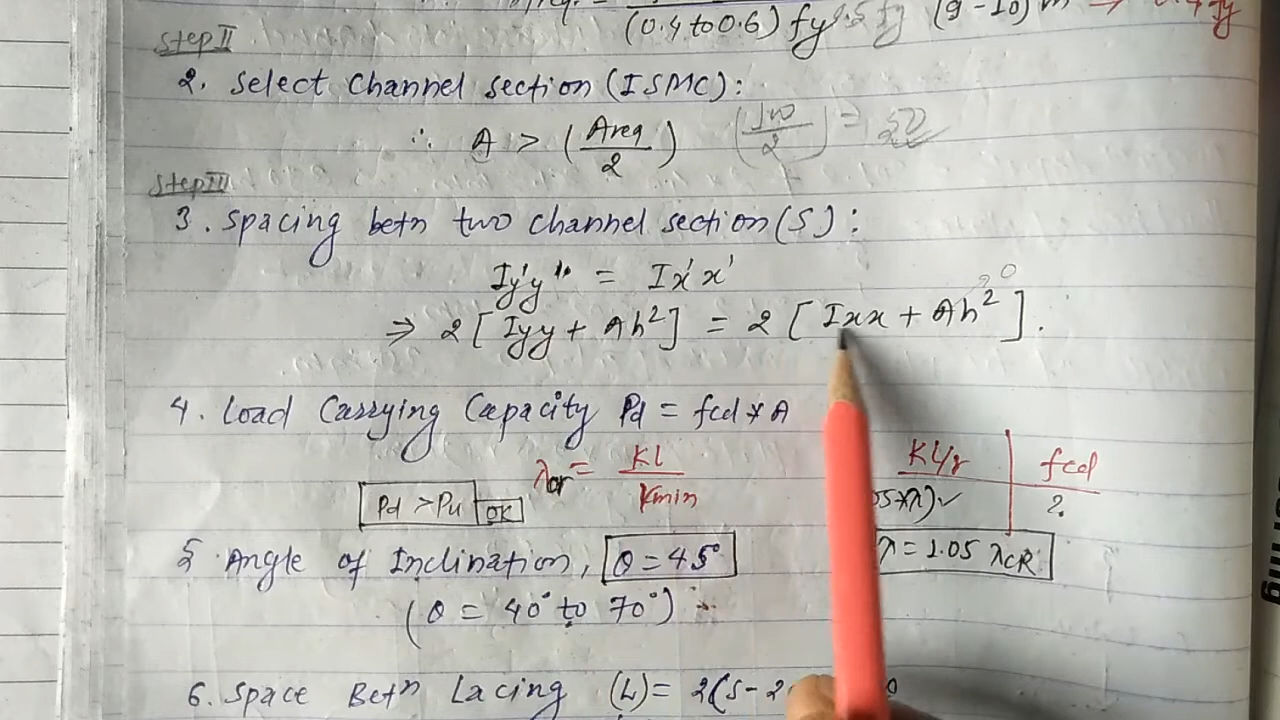 (0.4 to 0.6) fy
Step II
2. Select Channel section (ISMC):
∴ A > (Areq / 2)
Step III
3. Spacing betn two channel section (S):
Iy'y' = Ix'x'
⇒ 2 [Iyy + Ah²] = 2 [Ixx + Ah²]. 0
4. Load Carrying Capacity Pd = fcd * A
λcr = Kl / rmin
Kl/r | fcd
Pd > Pu OK
?
5 Angle of Inclination, θ = 45°
λ = 1.05 λcR
(θ = 40° to 70°)
6. Space Betn Lacing (L) = 2(S - 2